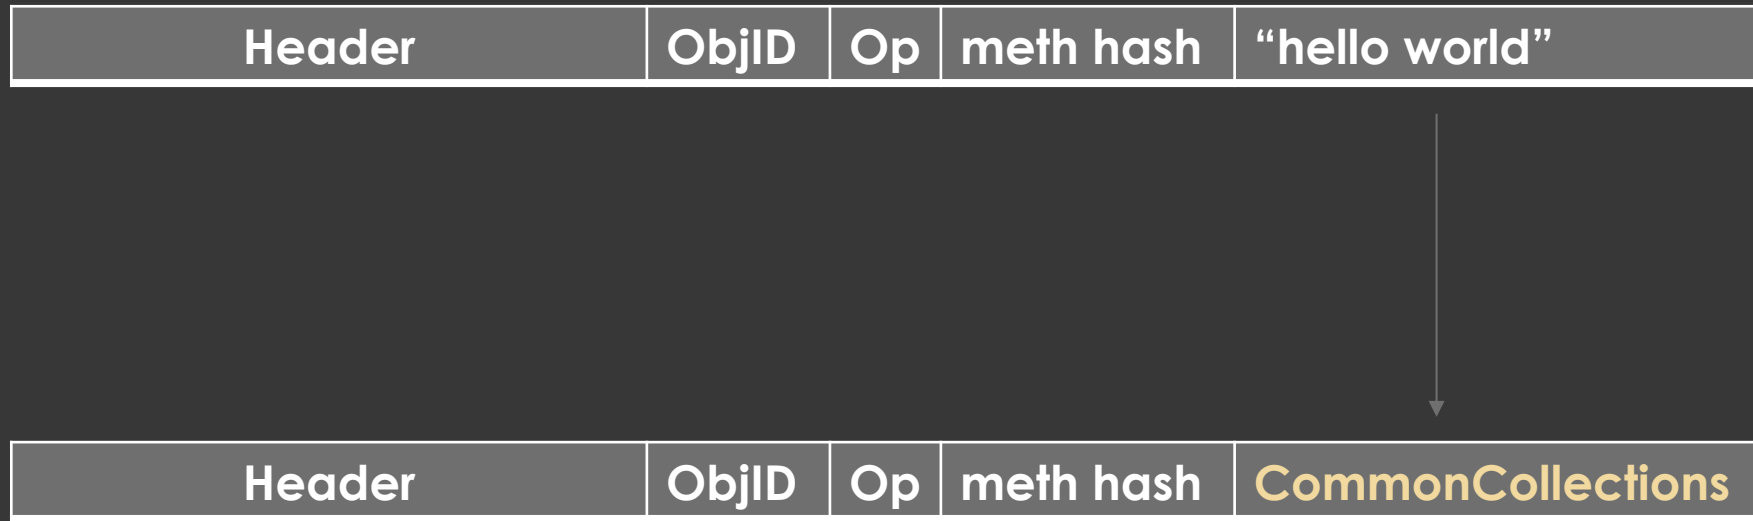 Header ObjID Op meth hash “hello world”
Header ObjID Op meth hash CommonCollections